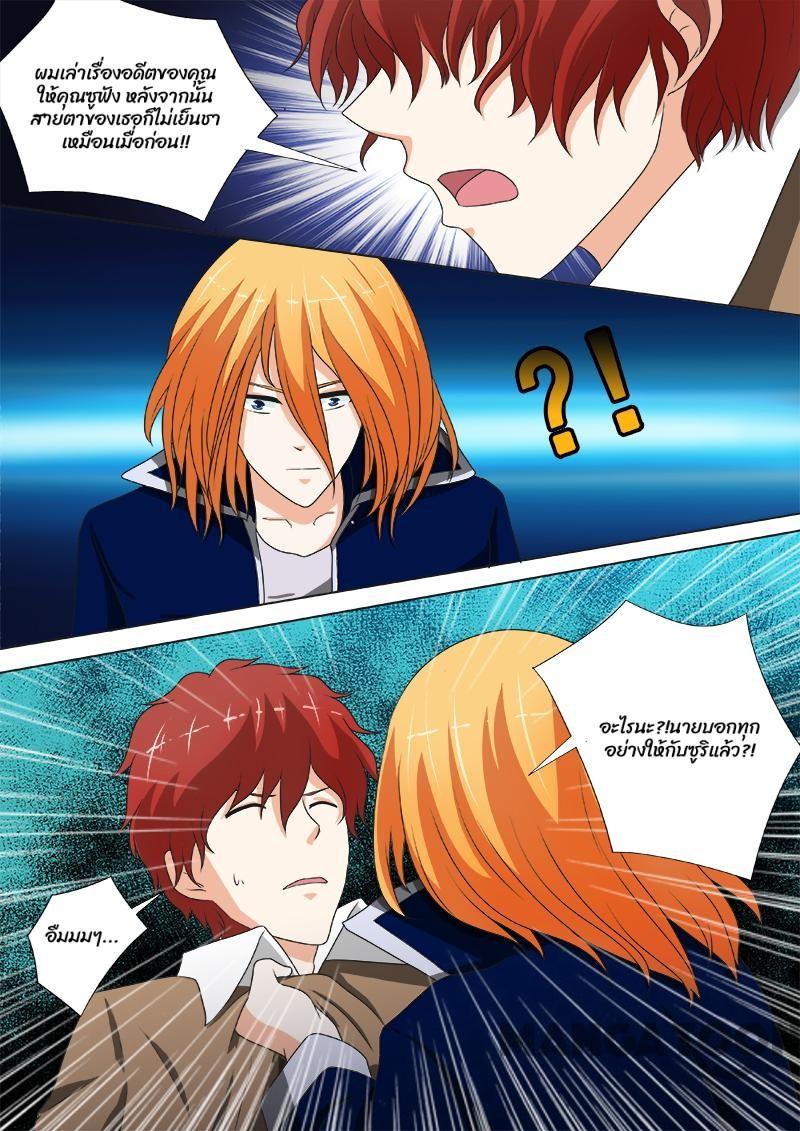 ผมเล่าเรื่องอดีตของคุณ
ให้คุณซูฟัง หลังจากนั้น
สายตาของเธอก็ไม่เย็นชา
เหมือนเมื่อก่อน!!
?!
อะไรนะ?!นายบอกทุก
อย่างให้กับซูริแล้ว?!
อืมมมๆ...
MANGATOON